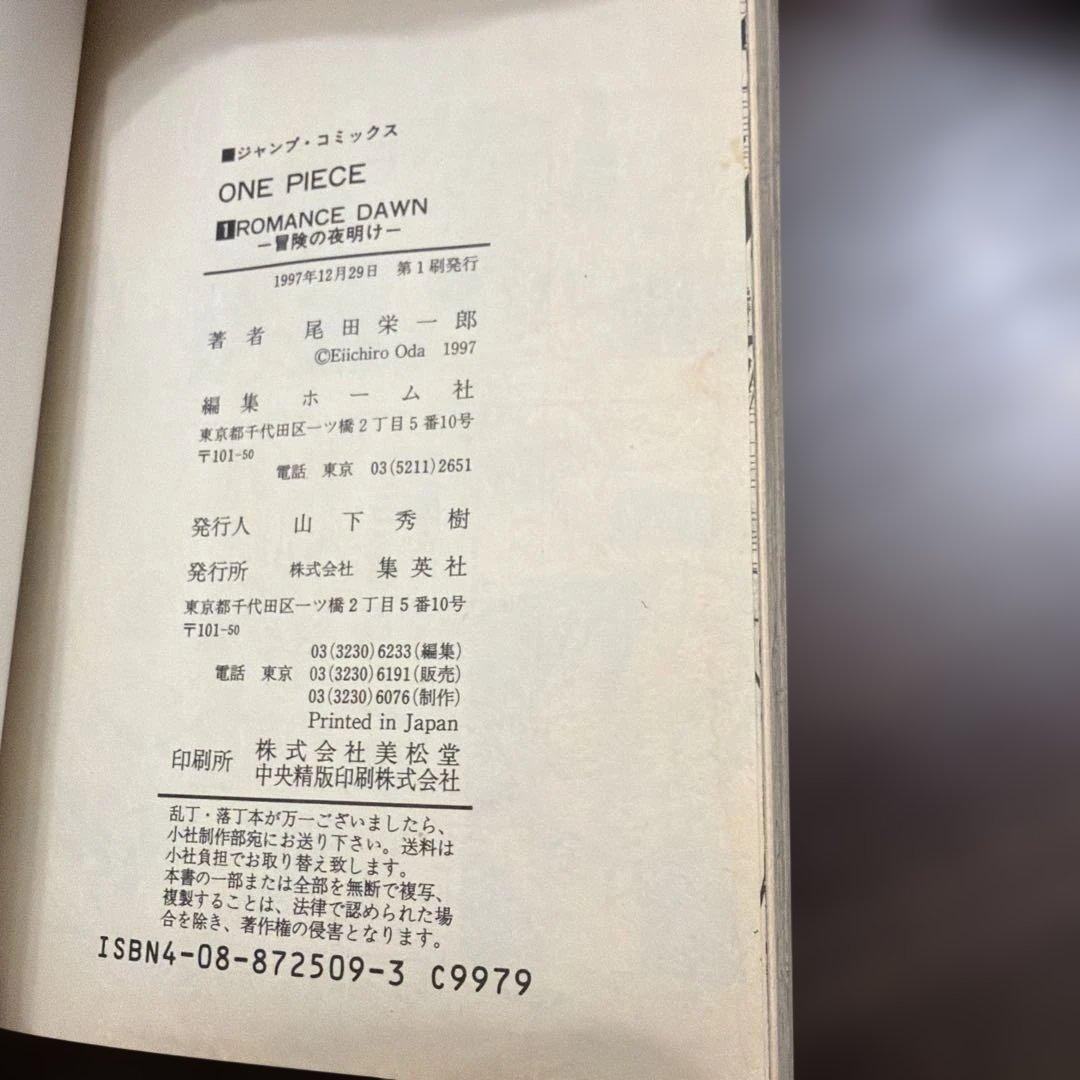 ■ジャンプ・コミックス
ONE PIECE
1 ROMANCE DAWN
―冒険の夜明け―
1997年12月29日 第1刷発行
著者 尾田栄一郎
©Eiichiro Oda 1997
編集 ホーム社
東京都千代田区一ツ橋2丁目5番10号
〒101-50
電話 東京 03(5211)2651
発行人 山下秀樹
発行所 株式会社 集英社
東京都千代田区一ツ橋2丁目5番10号
〒101-50
03(3230)6233(編集)
電話 東京 03(3230)6191(販売)
03(3230)6076(制作)
Printed in Japan
印刷所 株式会社美松堂
中央精版印刷株式会社
乱丁・落丁本が万一ございましたら、
小社制作部宛にお送り下さい。送料は
小社負担でお取り替え致します。
本書の一部または全部を無断で複写、
複製することは、法律で認められた場
合を除き、著作権の侵害となります。
ISBN4-08-872509-3 C9979